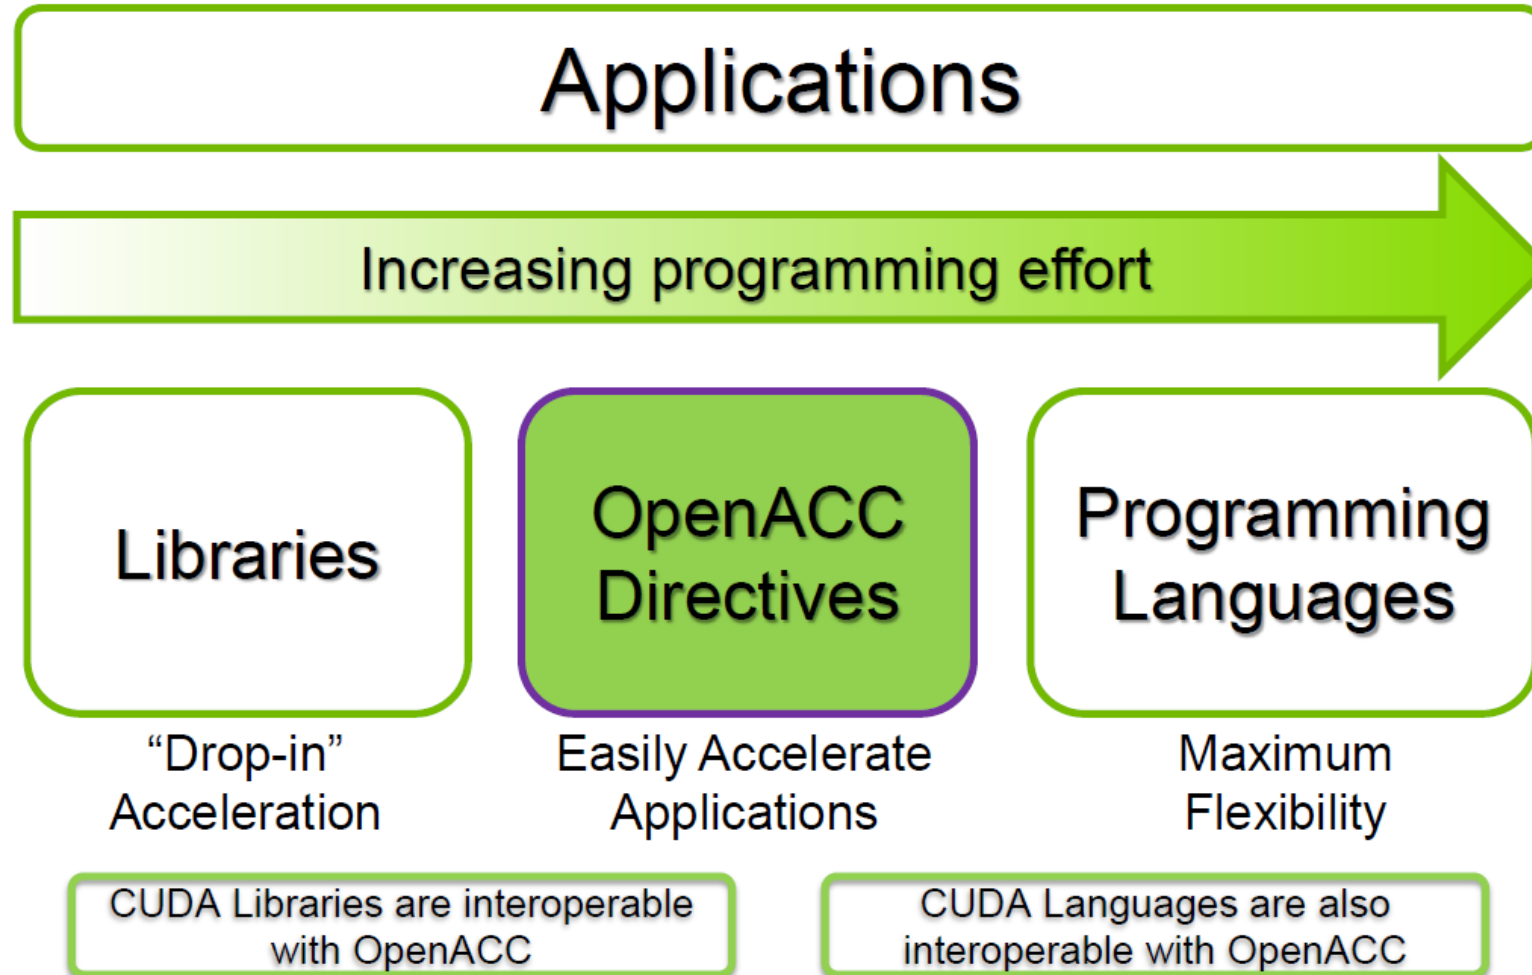 Applications
Increasing programming effort
Libraries
OpenACC
Directives
Programming
Languages
“Drop-in”
Acceleration
Easily Accelerate
Applications
Maximum
Flexibility
CUDA Libraries are interoperable
with OpenACC
CUDA Languages are also
interoperable with OpenACC